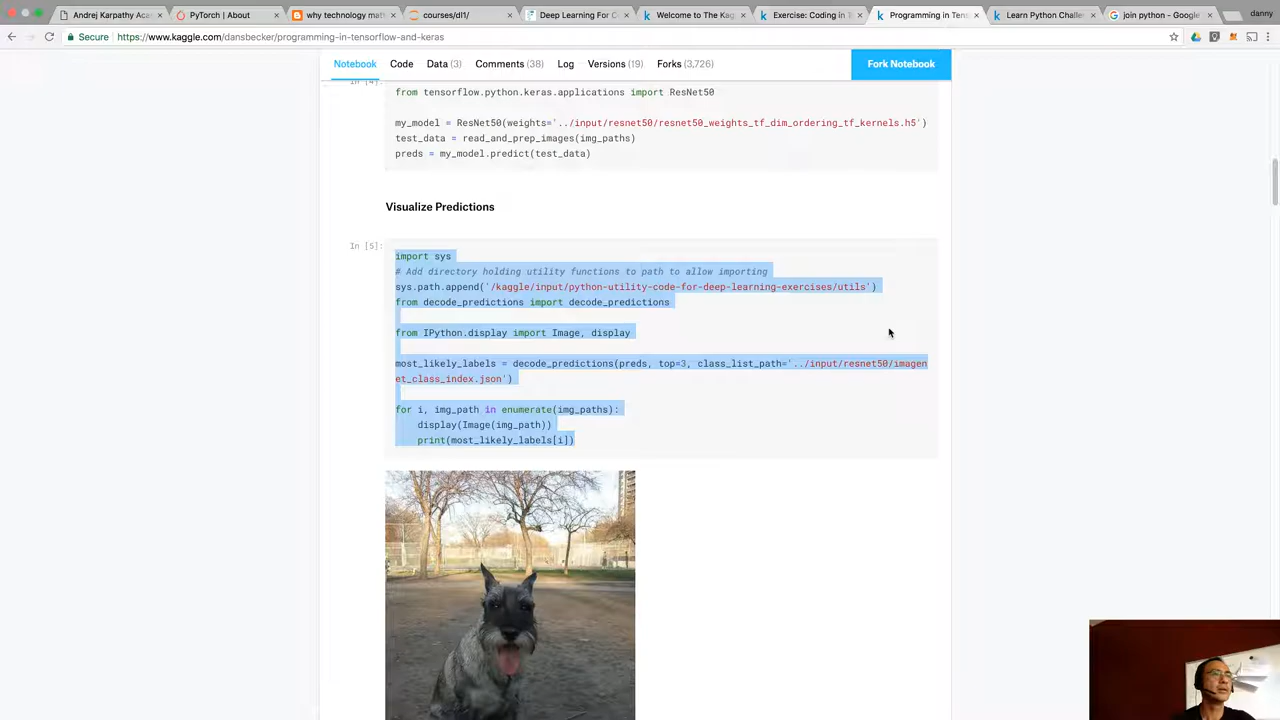 Andrej Karpathy Aca
PyTorch | About
why technology mat
courses/dl1/
Deep Learning For C
Welcome to The Kag
Exercise: Coding in T
Programming in Tens
Learn Python Challe
join python - Google
danny
Secure
https://www.kaggle.com/dansbecker/programming-in-tensorflow-and-keras
Notebook Code Data (3) Comments (38) Log Versions (19) Forks (3,726) Fork Notebook
In [4]:
from tensorflow.python.keras.applications import ResNet50
my_model = ResNet50(weights='../input/resnet50/resnet50_weights_tf_dim_ordering_tf_kernels.h5')
test_data = read_and_prep_images(img_paths)
preds = my_model.predict(test_data)
Visualize Predictions
In [5]:
import sys
# Add directory holding utility functions to path to allow importing
sys.path.append('/kaggle/input/python-utility-code-for-deep-learning-exercises/utils')
from decode_predictions import decode_predictions
from IPython.display import Image, display
most_likely_labels = decode_predictions(preds, top=3, class_list_path='../input/resnet50/imagen
et_class_index.json')
for i, img_path in enumerate(img_paths):
display(Image(img_path))
print(most_likely_labels[i])